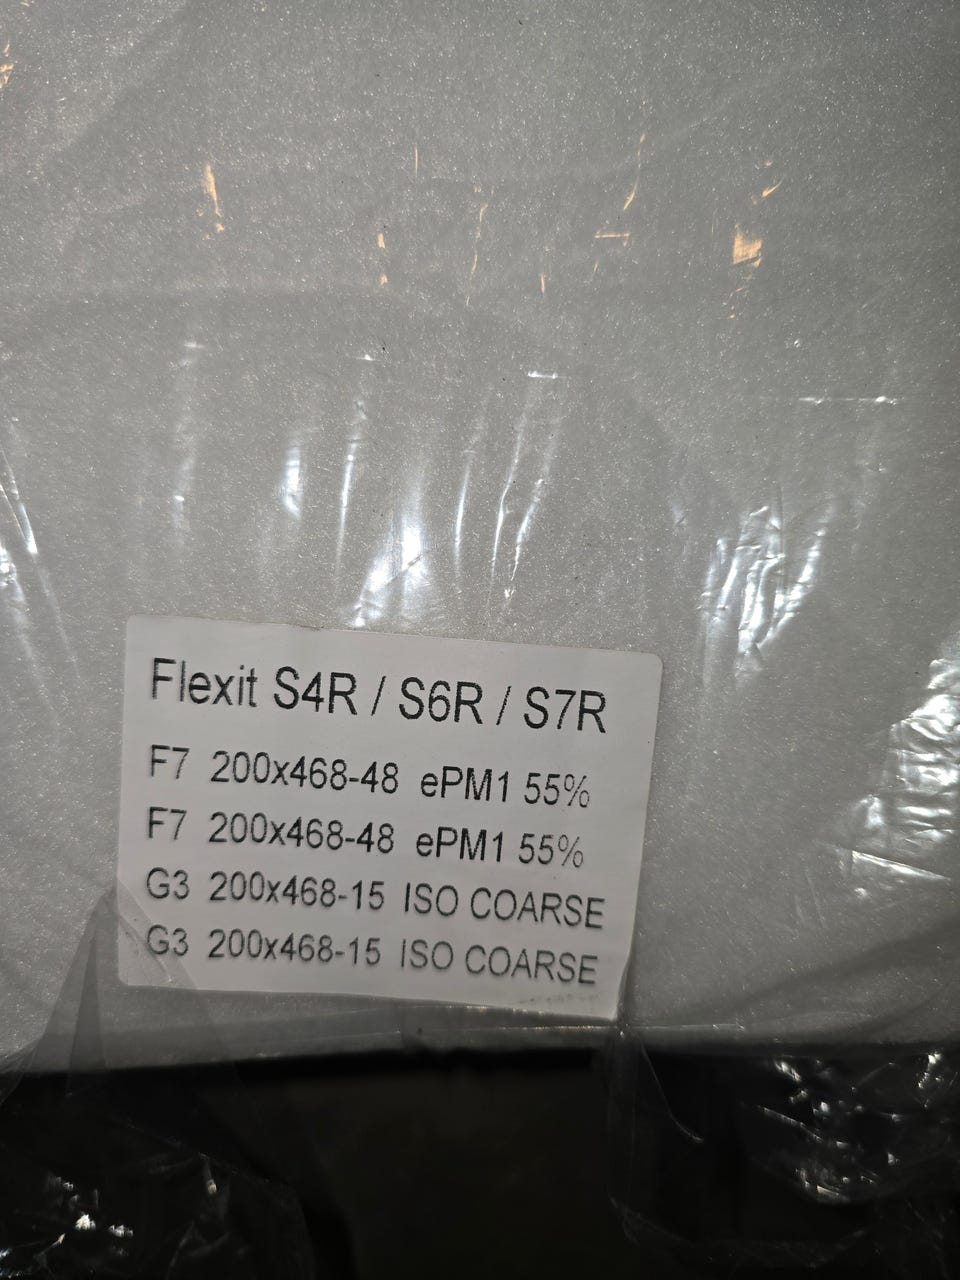 Flexit S4R / S6R / S7R
F7 200x468-48 ePM1 55%
F7 200x468-48 ePM1 55%
G3 200x468-15 ISO COARSE
G3 200x468-15 ISO COARSE